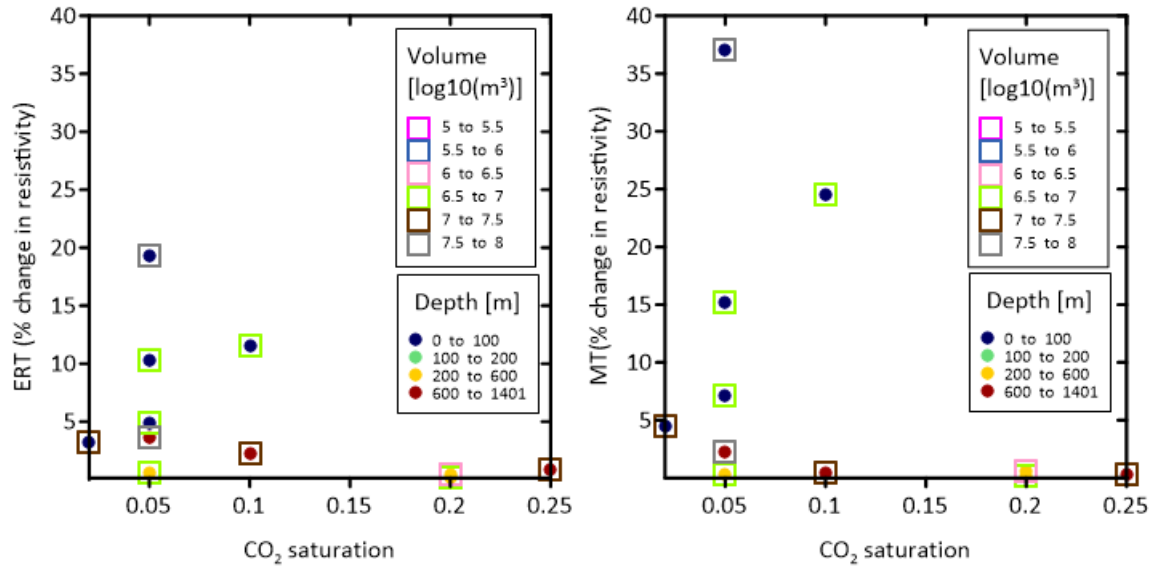 40
35
30
25
20
15
10
5
ERT (% change in resistivity)
0.05
0.1
0.15
0.2
0.25
CO₂ saturation
Volume
[log10(m³)]
5 to 5.5
5.5 to 6
6 to 6.5
6.5 to 7
7 to 7.5
7.5 to 8
Depth [m]
0 to 100
100 to 200
200 to 600
600 to 1401
40
35
30
25
20
15
10
5
MT(% change in resistivity)
0.05
0.1
0.15
0.2
0.25
CO₂ saturation
Volume
[log10(m³)]
5 to 5.5
5.5 to 6
6 to 6.5
6.5 to 7
7 to 7.5
7.5 to 8
Depth [m]
0 to 100
100 to 200
200 to 600
600 to 1401